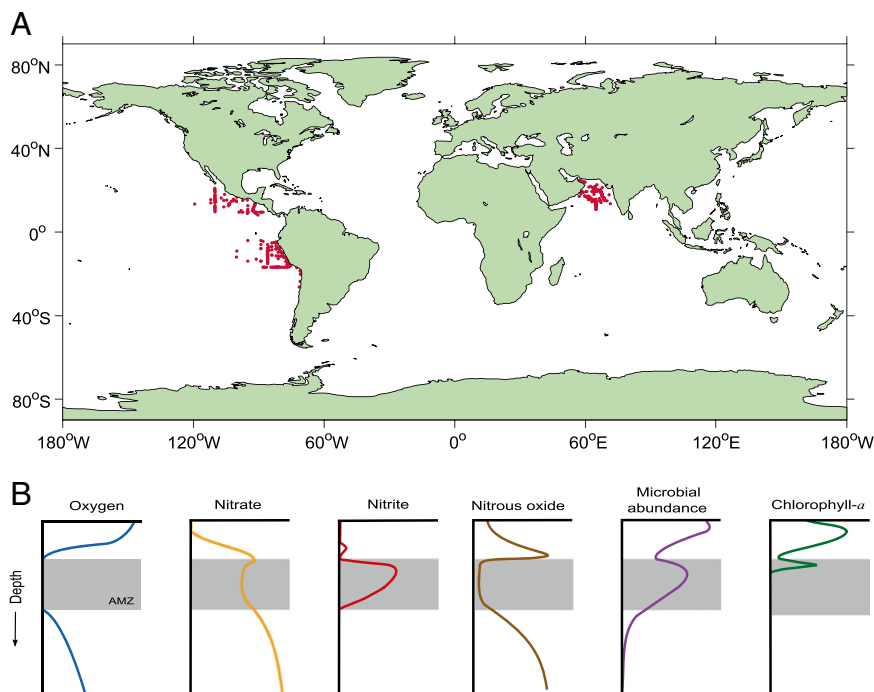 A
80°N
40°N
0°
40°S
80°S
180°W 120°W 60°W 0° 60°E 120°E 180°W
B
Oxygen Nitrate Nitrite Nitrous oxide Microbial abundance Chlorophyll-a
Depth
AMZ